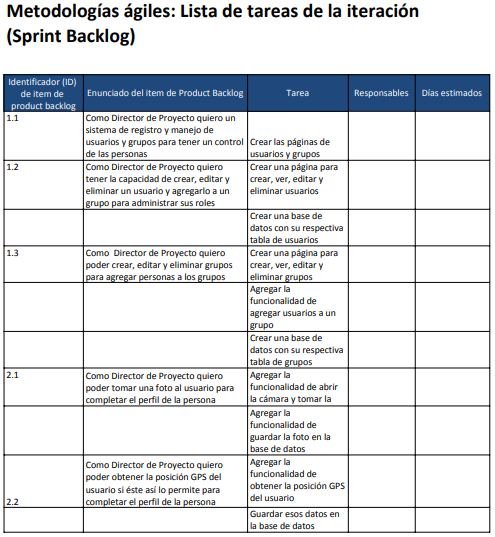 Metodologías ágiles: Lista de tareas de la iteración
(Sprint Backlog)
Identificador (ID)
de item de
product backlog
Enunciado del item de Product Backlog
Tarea
Responsables
Días estimados
1.1
Como Director de Proyecto quiero un
sistema de registro y manejo de
usuarios y grupos para tener un control
de las personas
Crear las páginas de
usuarios y grupos
1.2
Como Director de Proyecto quiero
tener la capacidad de crear, editar y
eliminar un usuario y agregarlo a un
grupo para administrar sus roles
Crear una página para
crear, ver, editar y
eliminar usuarios
Crear una base de
datos con su respectiva
tabla de usuarios
1.3
Como Director de Proyecto quiero
poder crear, editar y eliminar grupos
para agregar personas a los grupos
Crear una página para
crear, ver, editar y
eliminar grupos
Agregar la
funcionalidad de
agregar usuarios a un
grupo
Crear una base de
datos con su respectiva
tabla de grupos
2.1
Como Director de Proyecto quiero
poder tomar una foto al usuario para
completar el perfil de la persona
Agregar la
funcionalidad de abrir
la cámara y tomar la
Agregar la
funcionalidad de
guardar la foto en la
base de datos
2.2
Como Director de Proyecto quiero
poder obtener la posición GPS del
usuario si éste así lo permite para
completar el perfil de la persona
Agregar la
funcionalidad de
obtener la posición GPS
del usuario
Guardar esos datos en
la base de datos